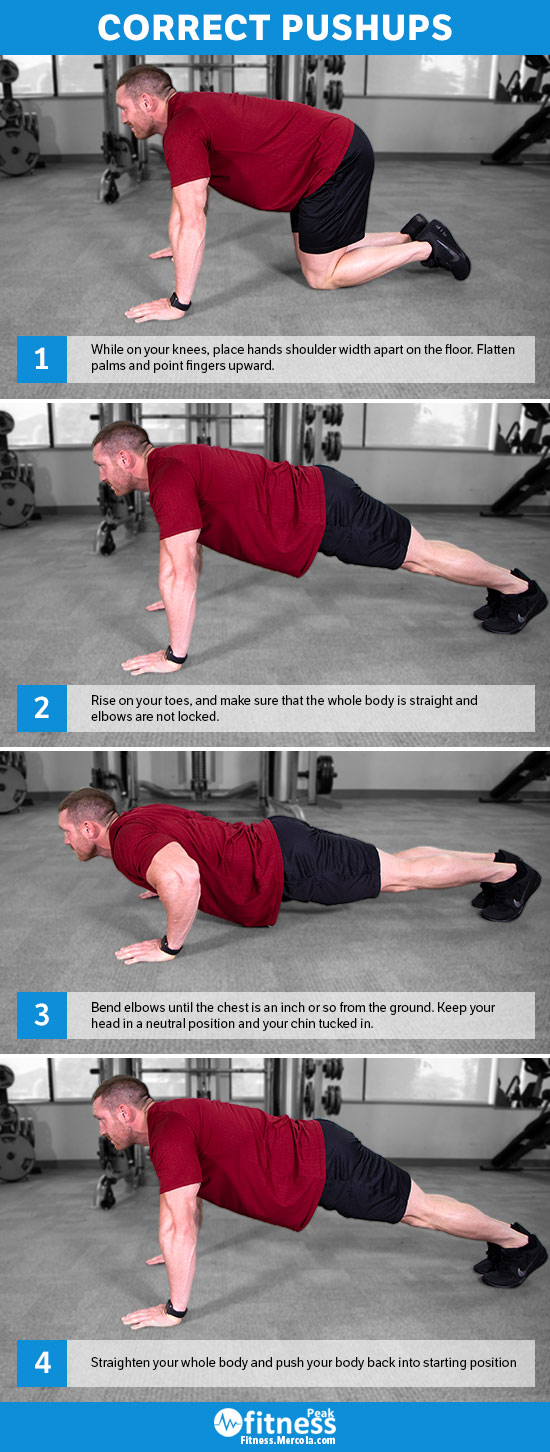 CORRECT PUSHUPS
1
While on your knees, place hands shoulder width apart on the floor. Flatten
palms and point fingers upward.
2
Rise on your toes, and make sure that the whole body is straight and
elbows are not locked.
3
Bend elbows until the chest is an inch or so from the ground. Keep your
head in a neutral position and your chin tucked in.
4
Straighten your whole body and push your body back into starting position
Peak
fitness
Fitness.Mercola.com